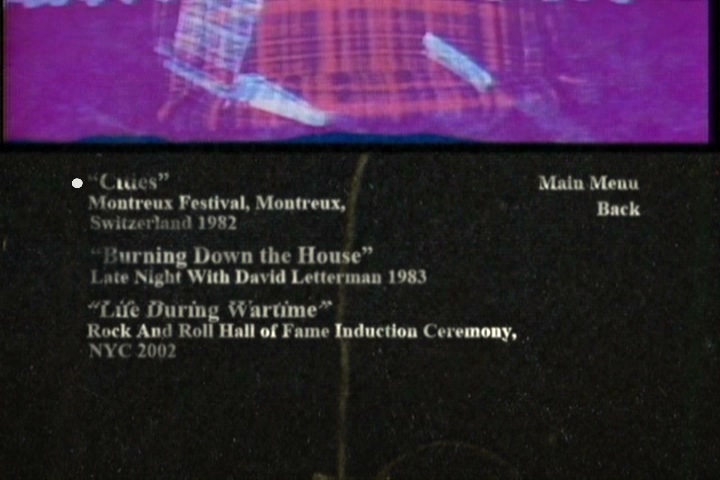 “Cities”
Montreux Festival, Montreux,
Switzerland 1982
“Burning Down the House”
Late Night With David Letterman 1983
“Life During Wartime”
Rock And Roll Hall of Fame Induction Ceremony,
NYC 2002
Main Menu
Back